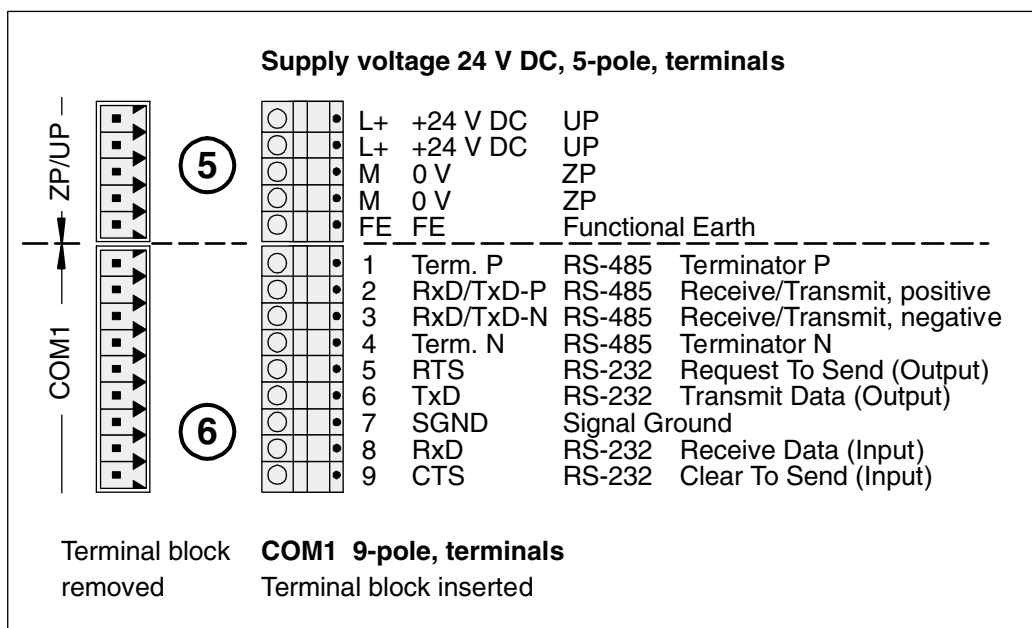 Supply voltage 24 V DC, 5-pole, terminals
ZP/UP
5
L+ +24 V DC UP
L+ +24 V DC UP
M 0 V ZP
M 0 V ZP
FE FE Functional Earth
COM1
6
1 Term. P RS-485 Terminator P
2 RxD/TxD-P RS-485 Receive/Transmit, positive
3 RxD/TxD-N RS-485 Receive/Transmit, negative
4 Term. N RS-485 Terminator N
5 RTS RS-232 Request To Send (Output)
6 TxD RS-232 Transmit Data (Output)
7 SGND Signal Ground
8 RxD RS-232 Receive Data (Input)
9 CTS RS-232 Clear To Send (Input)
Terminal block removed
COM1 9-pole, terminals
Terminal block inserted